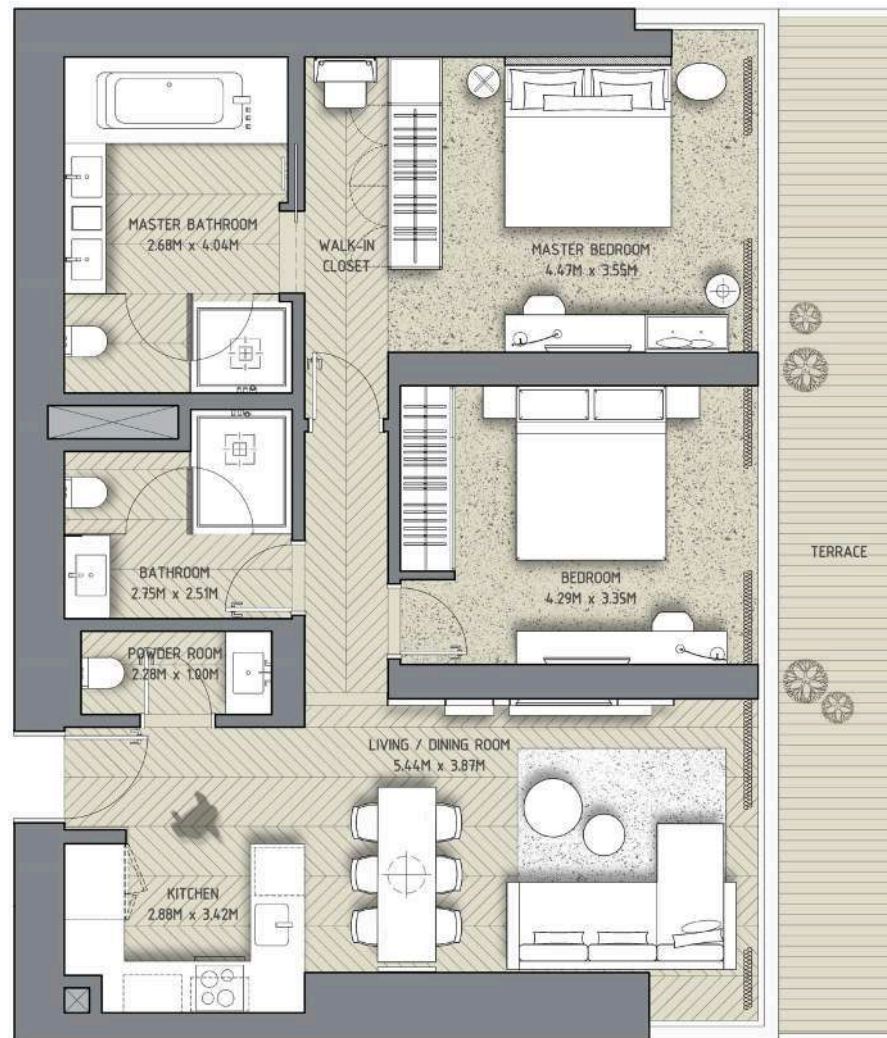 MASTER BATHROOM
2.68M x 4.04M
WALK-IN
CLOSET
MASTER BEDROOM
4.47M x 3.55M
BATHROOM
2.75M x 2.51M
BEDROOM
4.29M x 3.35M
TERRACE
POWDER ROOM
2.28M x 1.00M
LIVING / DINING ROOM
5.44M x 3.87M
KITCHEN
2.88M x 3.42M